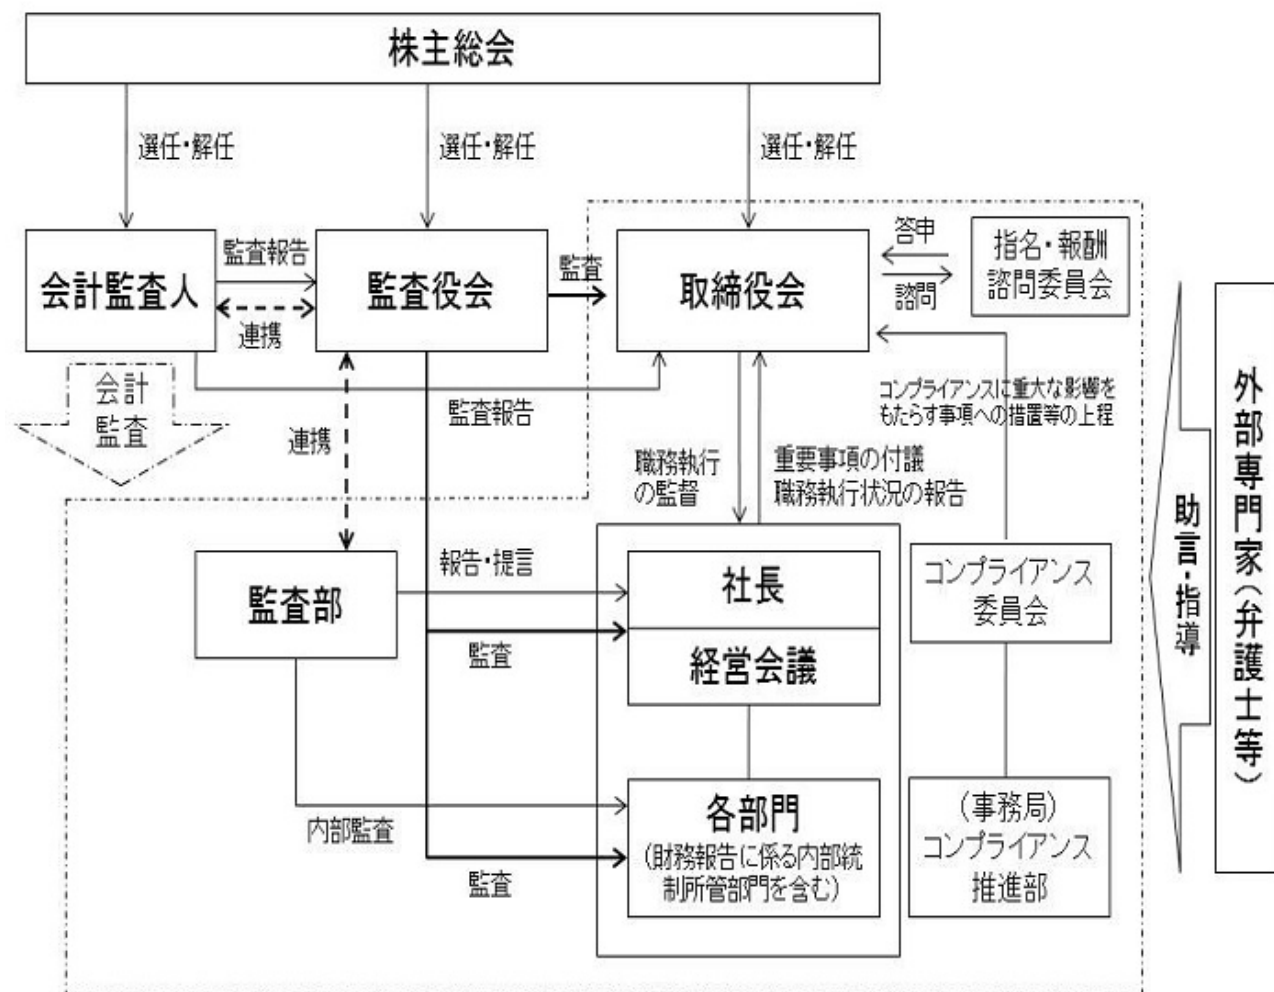 株主総会
選任・解任
選任・解任
選任・解任
会計監査人
監査報告
連携
監査役会
監査
取締役会
答申
諮問
指名・報酬
諮問委員会
会計
監査
監査報告
連携
コンプライアンスに重大な影響を
もたらす事項への措置等の上程
職務執行
の監督
重要事項の付議
職務執行状況の報告
監査部
報告・提言
監査
社長
経営会議
コンプライアンス
委員会
内部監査
監査
各部門
(財務報告に係る内部統
制所管部門を含む)
(事務局)
コンプライアンス
推進部
助言・指導
外部専門家(弁護士等)